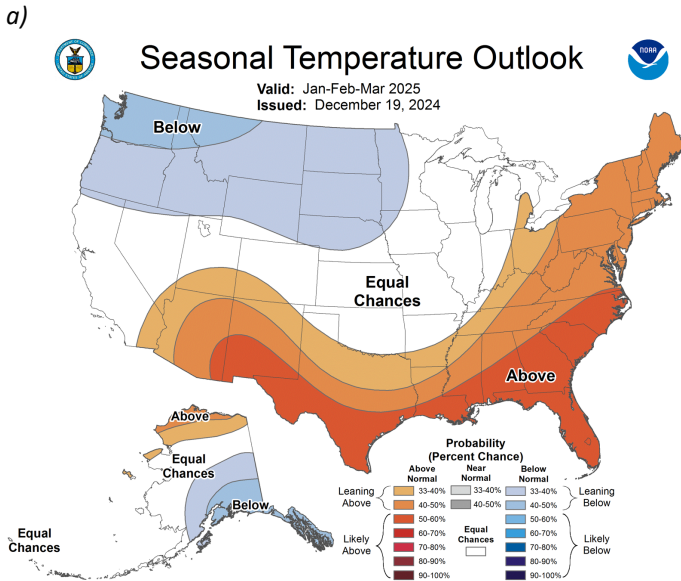 a)
Seasonal Temperature Outlook
NOAA
Valid: Jan-Feb-Mar 2025
Issued: December 19, 2024
Below
Equal
Chances
Above
Above
Equal
Chances
Below
Equal
Chances
Probability
(Percent Chance)
Above
Normal
Near
Normal
Below
Normal
Leaning
Above
33-40%
33-40%
33-40%
Leaning
Below
40-50%
40-50%
40-50%
Likely
Above
50-60%
Equal
Chances
50-60%
Likely
Below
60-70%
60-70%
70-80%
70-80%
80-90%
80-90%
90-100%
90-100%